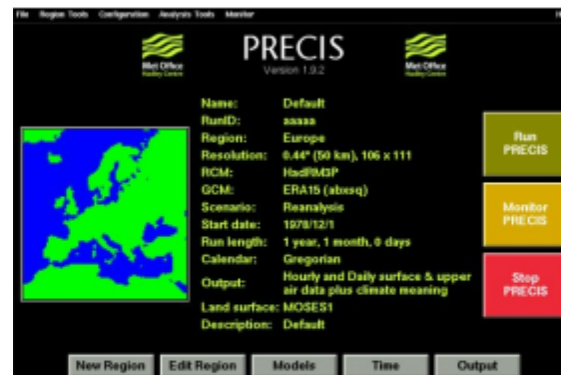 File Region Tools Configuration Analysis Tools Monitor
PRECIS
Version 1.9.2
Met Office
Hadley Centre
Met Office
Hadley Centre
Name: Default
RunID: aaaaa
Region: Europe
Resolution: 0.44° (50 km), 106 x 111
RCM: HadRM3P
GCM: ERA15 (abxsq)
Scenario: Reanalysis
Start date: 1978/12/1
Run length: 1 year, 1 month, 0 days
Calendar: Gregorian
Output: Hourly and Daily surface & upper
air data plus climate meaning
Land surface: MOSES1
Description: Default
Run
PRECIS
Monitor
PRECIS
Stop
PRECIS
New Region Edit Region Models Time Output